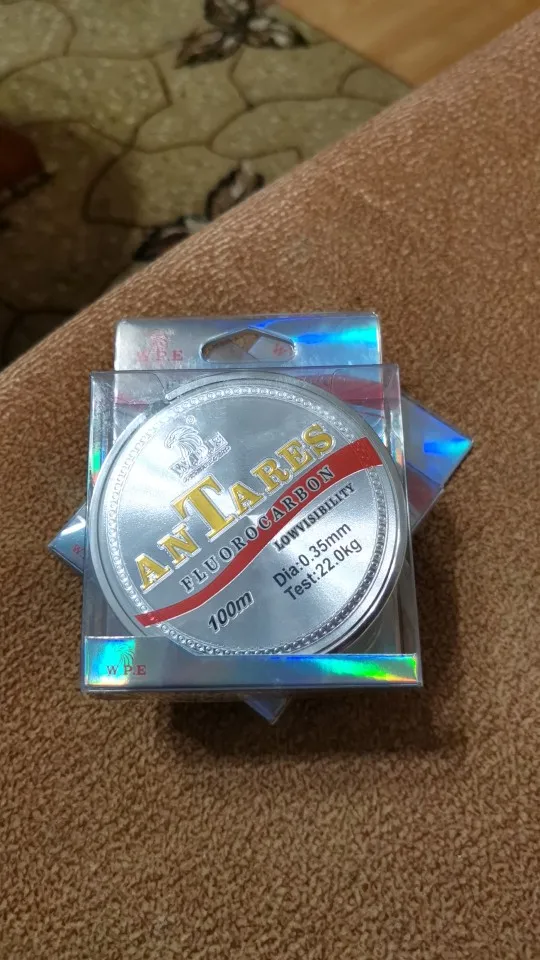 W.P.E
W.P.E
ANTARES
FLUOROCARBON
LOWVISIBILITY
100m
Dia:0.35mm
Test:22.0kg
W P.E